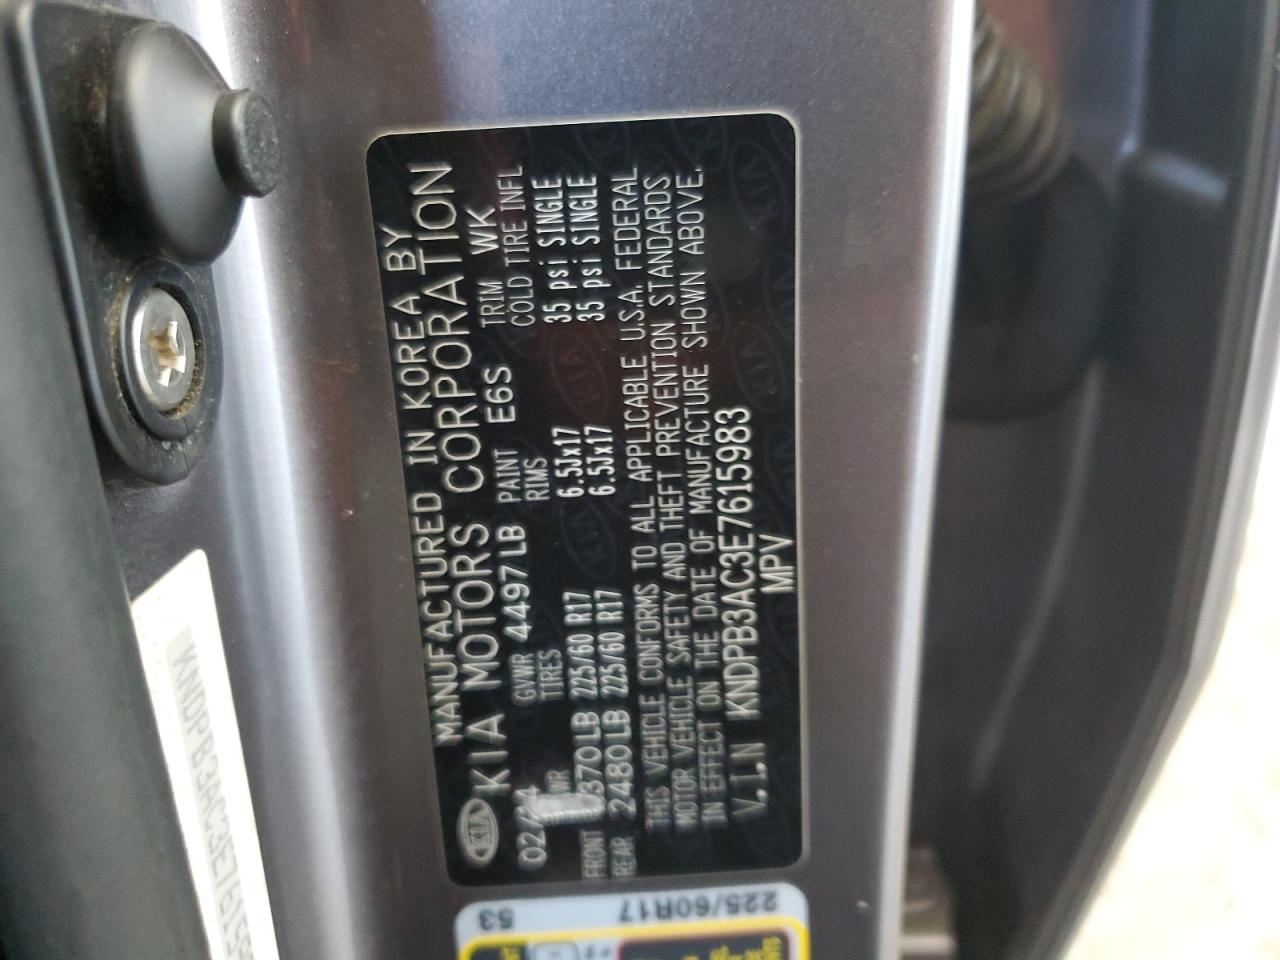 MANUFACTURED IN KOREA BY
KIA KIA MOTORS CORPORATION
GVWR 4497LB PAINT E6S TRIM WK
TIRES RIMS COLD TIRE INFL
FRONT 225/60 R17 6.5Jx17 35 psi SINGLE
REAR 2480LB 225/60 R17 6.5Jx17 35 psi SINGLE
THIS VEHICLE CONFORMS TO ALL APPLICABLE U.S.A. FEDERAL
MOTOR VEHICLE SAFETY AND THEFT PREVENTION STANDARDS
IN EFFECT ON THE DATE OF MANUFACTURE SHOWN ABOVE.
V.I.N KNDPB3AC3E7615983
MPV
225/60R17 53